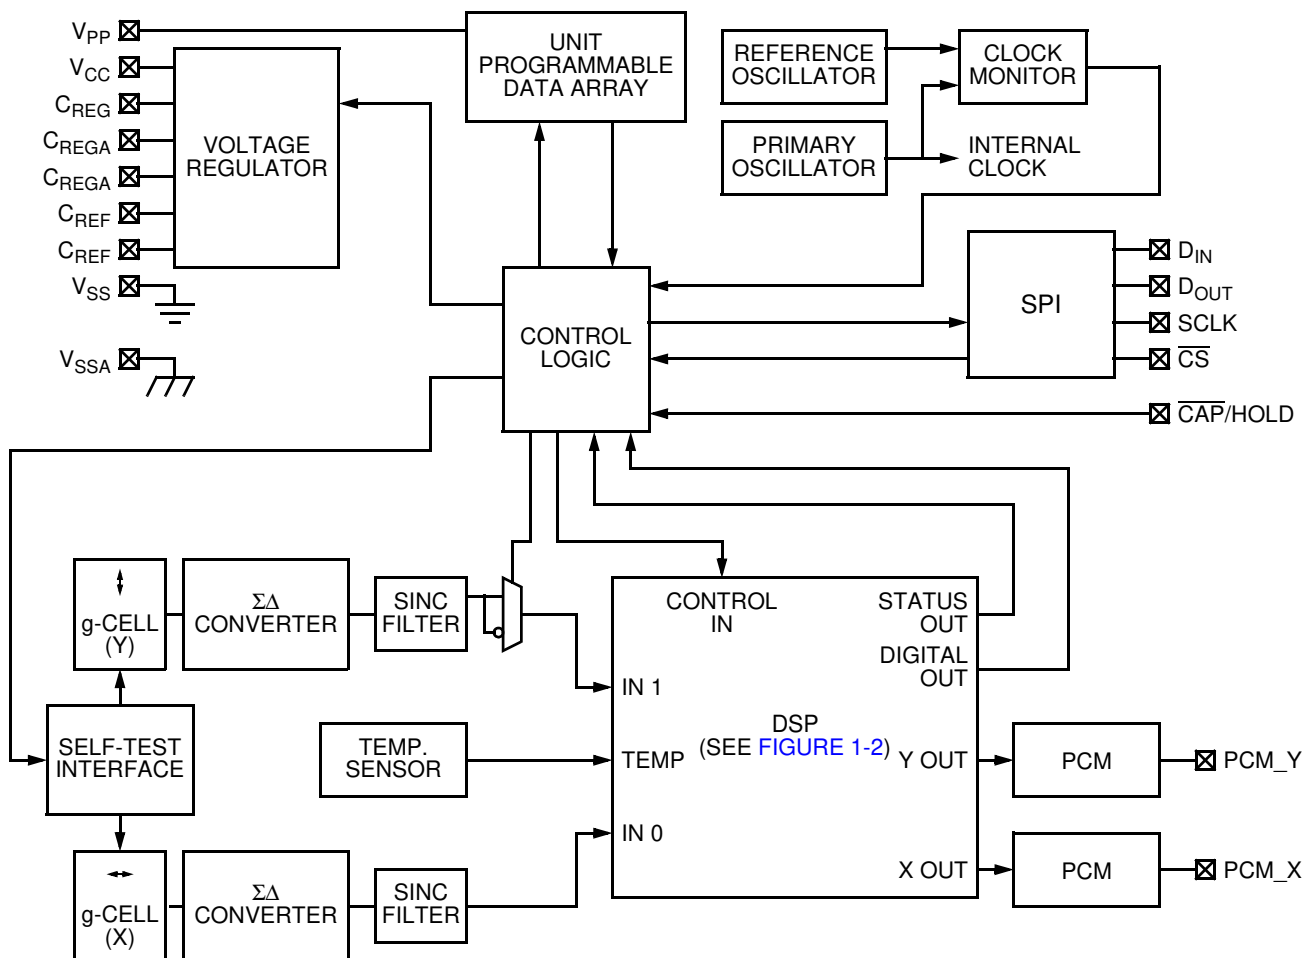 VPP
VCC
CREG
CREGA
CREGA
CREF
CREF
VSS
VSSA
VOLTAGE
REGULATOR
UNIT
PROGRAMMABLE
DATA ARRAY
REFERENCE
OSCILLATOR
CLOCK
MONITOR
PRIMARY
OSCILLATOR
INTERNAL
CLOCK
CONTROL
LOGIC
SPI
DIN
DOUT
SCLK
CS
CAP/HOLD
g-CELL
(Y)
ΣΔ
CONVERTER
SINC
FILTER
CONTROL
IN
STATUS
OUT
DIGITAL
OUT
IN 1
SELF-TEST
INTERFACE
TEMP.
SENSOR
TEMP
DSP
(SEE FIGURE 1-2)
Y OUT
PCM
PCM_Y
IN 0
g-CELL
(X)
ΣΔ
CONVERTER
SINC
FILTER
X OUT
PCM
PCM_X